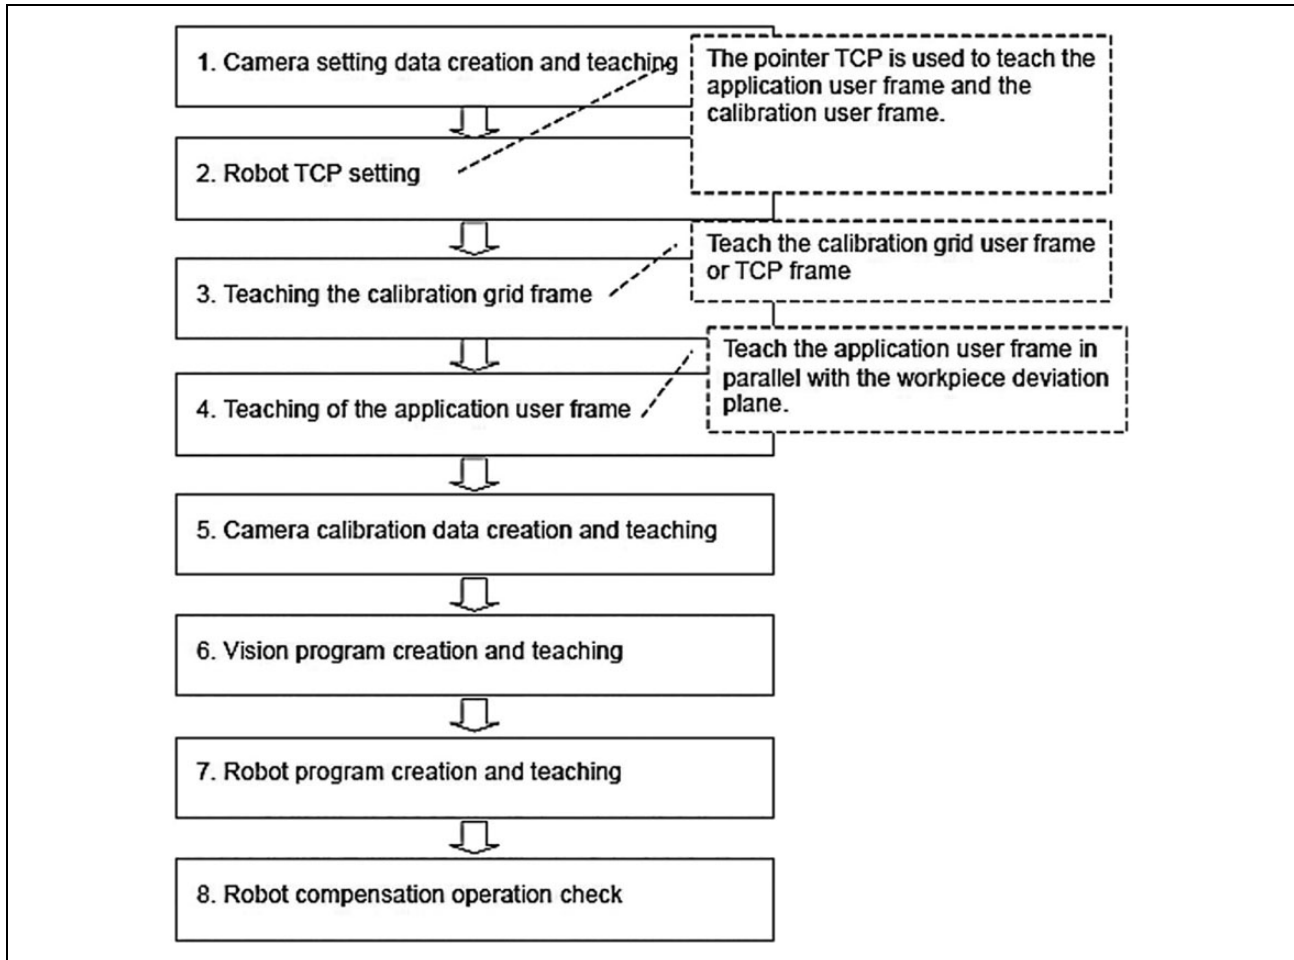 1. Camera setting data creation and teaching
The pointer TCP is used to teach the
application user frame and the
calibration user frame.
2. Robot TCP setting
Teach the calibration grid user frame
or TCP frame
3. Teaching the calibration grid frame
Teach the application user frame in
parallel with the workpiece deviation
plane.
4. Teaching of the application user frame
5. Camera calibration data creation and teaching
6. Vision program creation and teaching
7. Robot program creation and teaching
8. Robot compensation operation check